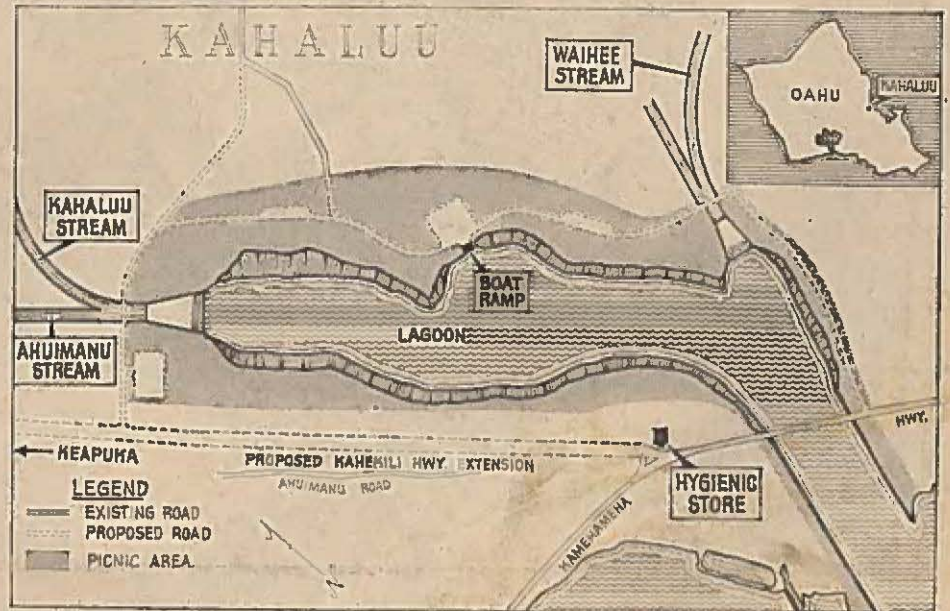 KAHALUU
WAIHEE
STREAM
OAHU
KAHALUU
KAHALUU
STREAM
BOAT
RAMP
LAGOON
AHUIMANU
STREAM
HWY.
KEAPUKA
PROPOSED KAHEKILI HWY. EXTENSION
AHUIMANU ROAD
HYGIENIC
STORE
LEGEND
EXISTING ROAD
PROPOSED ROAD
PICNIC AREA
KAMEHAMEHA
N